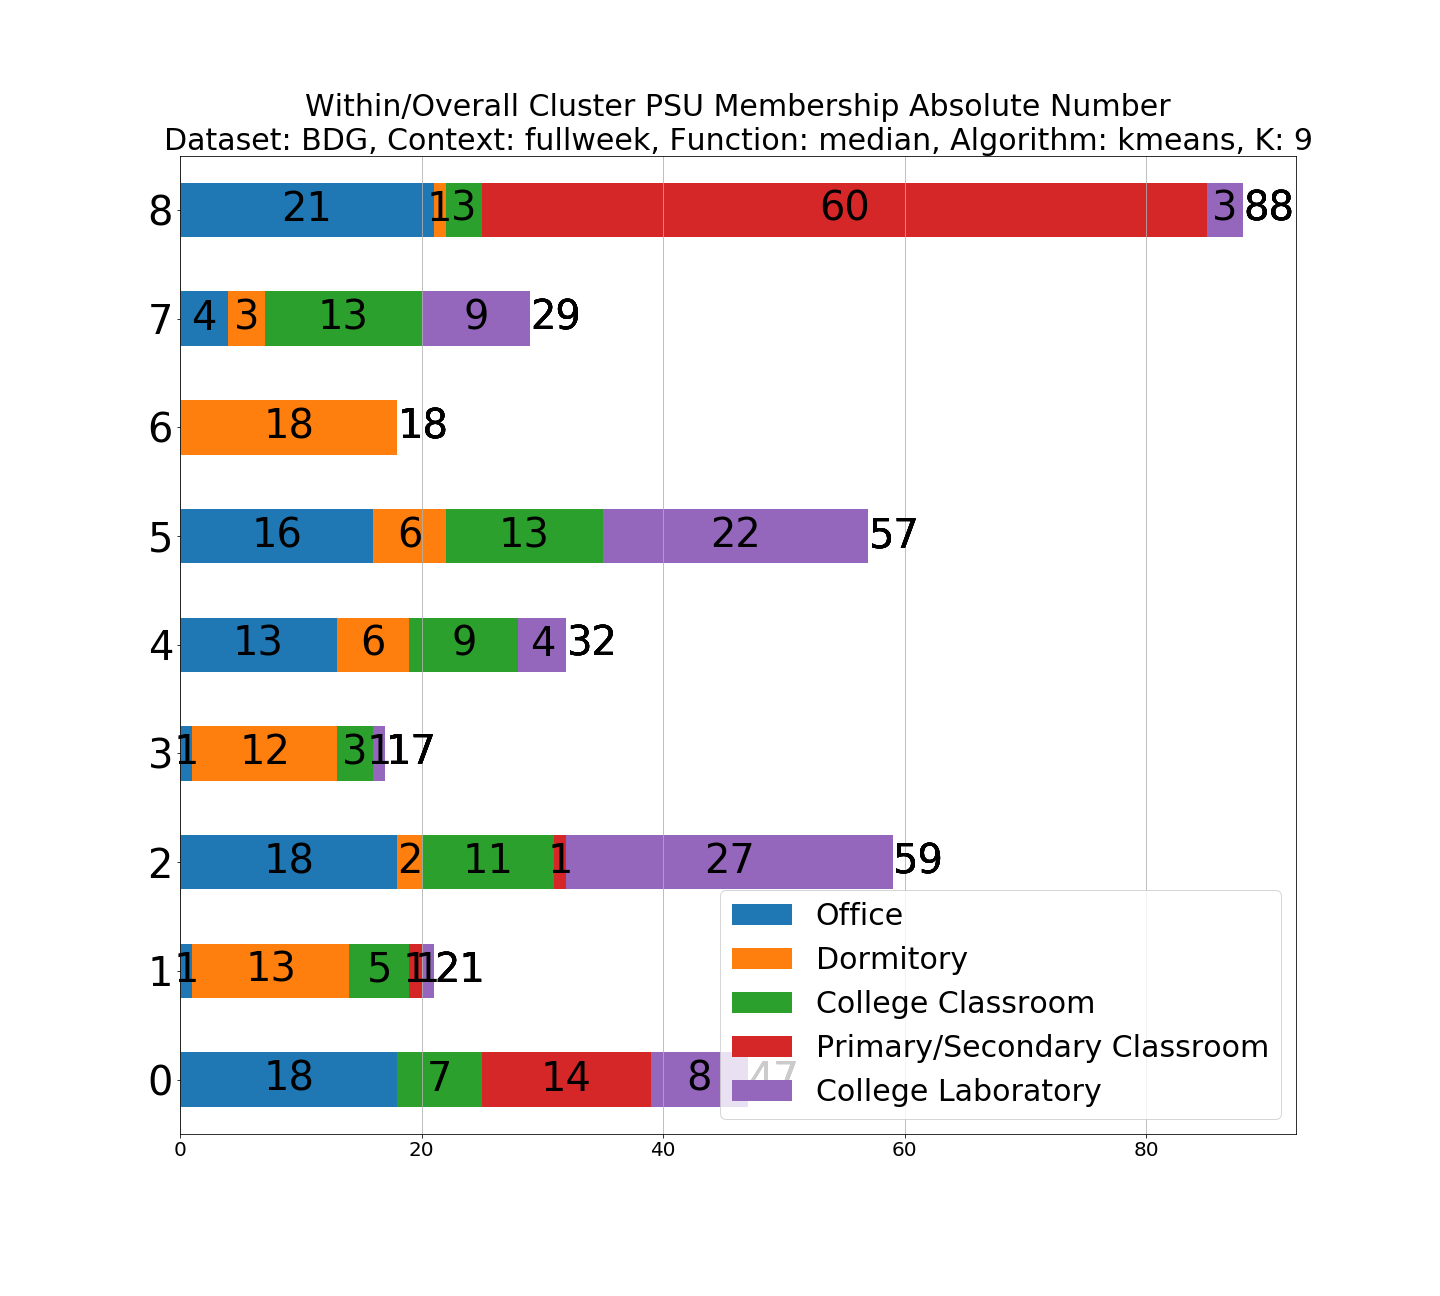 Within/Overall Cluster PSU Membership Absolute Number
Dataset: BDG, Context: fullweek, Function: median, Algorithm: kmeans, K: 9
8 21 1 3 60 3 88
7 4 3 13 9 29
6 18 18
5 16 6 13 22 57
4 13 6 9 4 32
3 1 12 3 1 17
2 18 2 11 1 27 59
1 1 13 5 1 1 21
0 18 7 14 8 47
Office
Dormitory
College Classroom
Primary/Secondary Classroom
College Laboratory
0 20 40 60 80